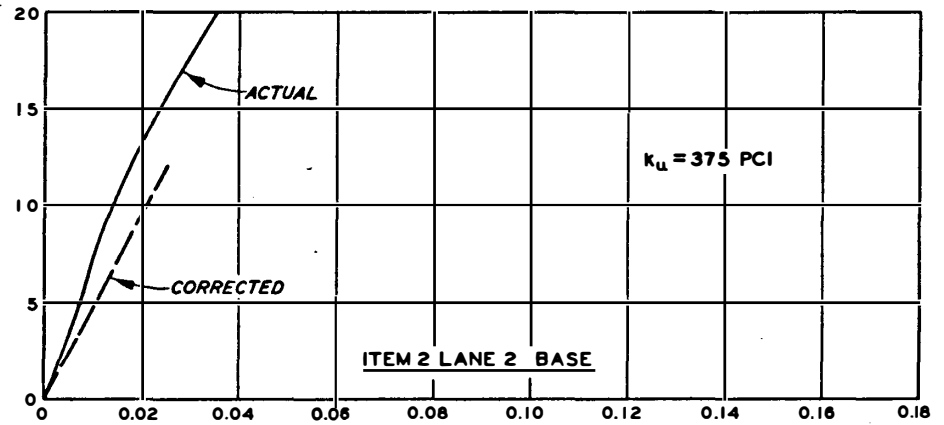 20
15
10
5
0
ACTUAL
CORRECTED
ku = 375 PCI
ITEM 2 LANE 2 BASE
0 0.02 0.04 0.06 0.08 0.10 0.12 0.14 0.16 0.18